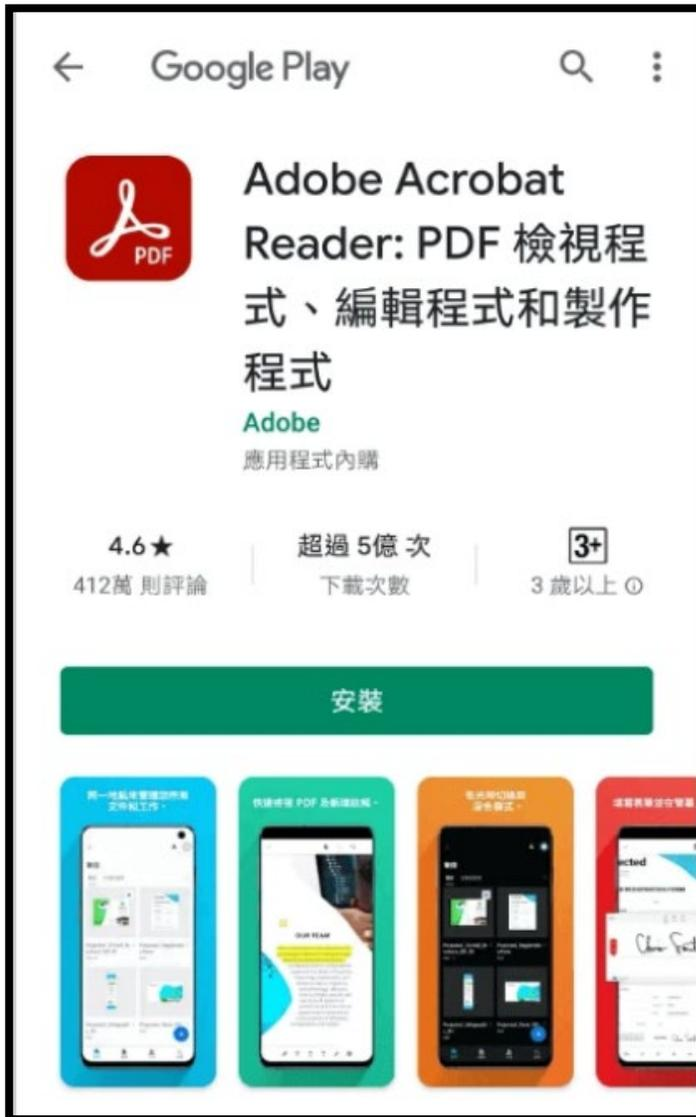 Google Play
PDF
Adobe Acrobat
Reader: PDF 檢視程
式、編輯程式和製作
程式
Adobe
應用程式內購
4.6★
412萬 則評論
超過 5億 次
下載次數
3+
3 歲以上
安裝
快速檢視 PDF 及新增註解。
OUR TEAM